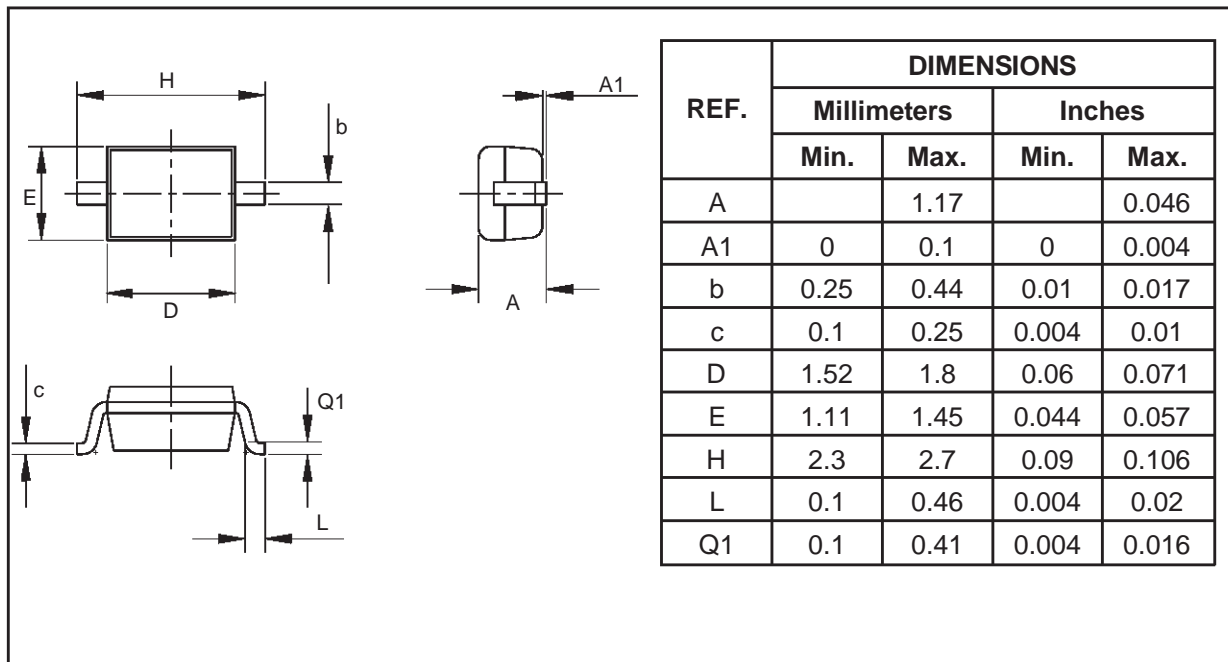 H
A1
b
E
D
A
c
Q1
L
DIMENSIONS
REF. Millimeters Inches
Min. Max. Min. Max.
A 1.17 0.046
A1 0 0.1 0 0.004
b 0.25 0.44 0.01 0.017
c 0.1 0.25 0.004 0.01
D 1.52 1.8 0.06 0.071
E 1.11 1.45 0.044 0.057
H 2.3 2.7 0.09 0.106
L 0.1 0.46 0.004 0.02
Q1 0.1 0.41 0.004 0.016